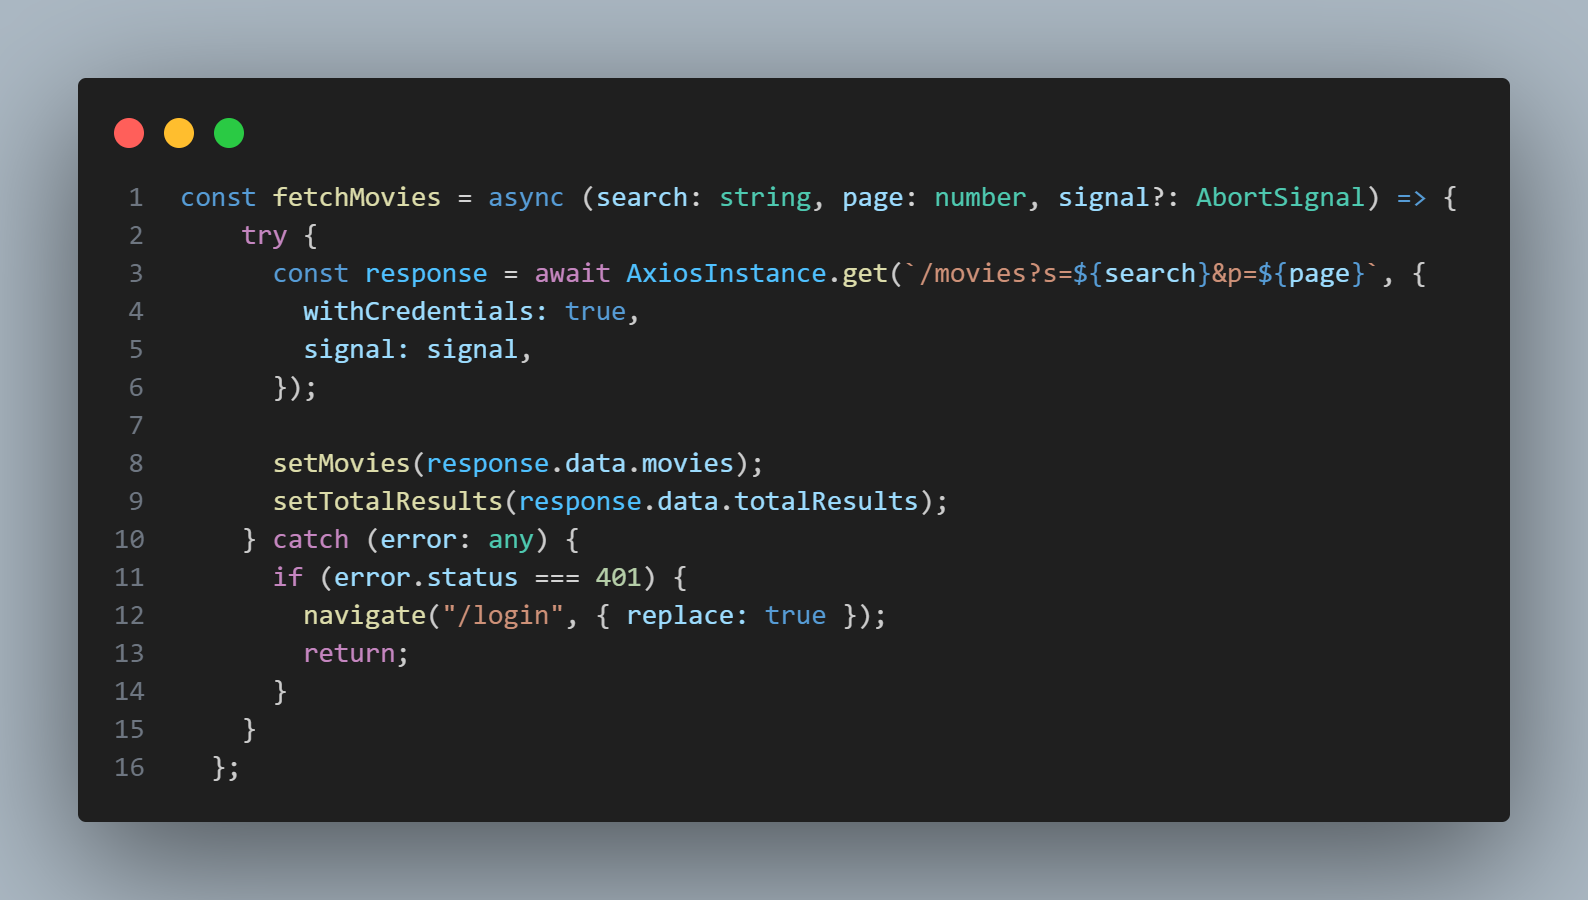 1 const fetchMovies = async (search: string, page: number, signal?: AbortSignal) => {
2     try {
3       const response = await AxiosInstance.get(`/movies?s=${search}&p=${page}`, {
4         withCredentials: true,
5         signal: signal,
6       });
7
8       setMovies(response.data.movies);
9       setTotalResults(response.data.totalResults);
10     } catch (error: any) {
11       if (error.status === 401) {
12         navigate("/login", { replace: true });
13         return;
14       }
15     }
16   };